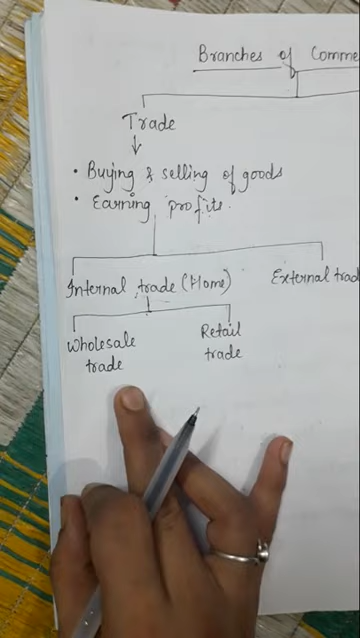 Branches of Comme
Trade
• Buying & selling of goods
• Earning profits.
Internal trade (Home)
External trad
Wholesale
trade
Retail
trade